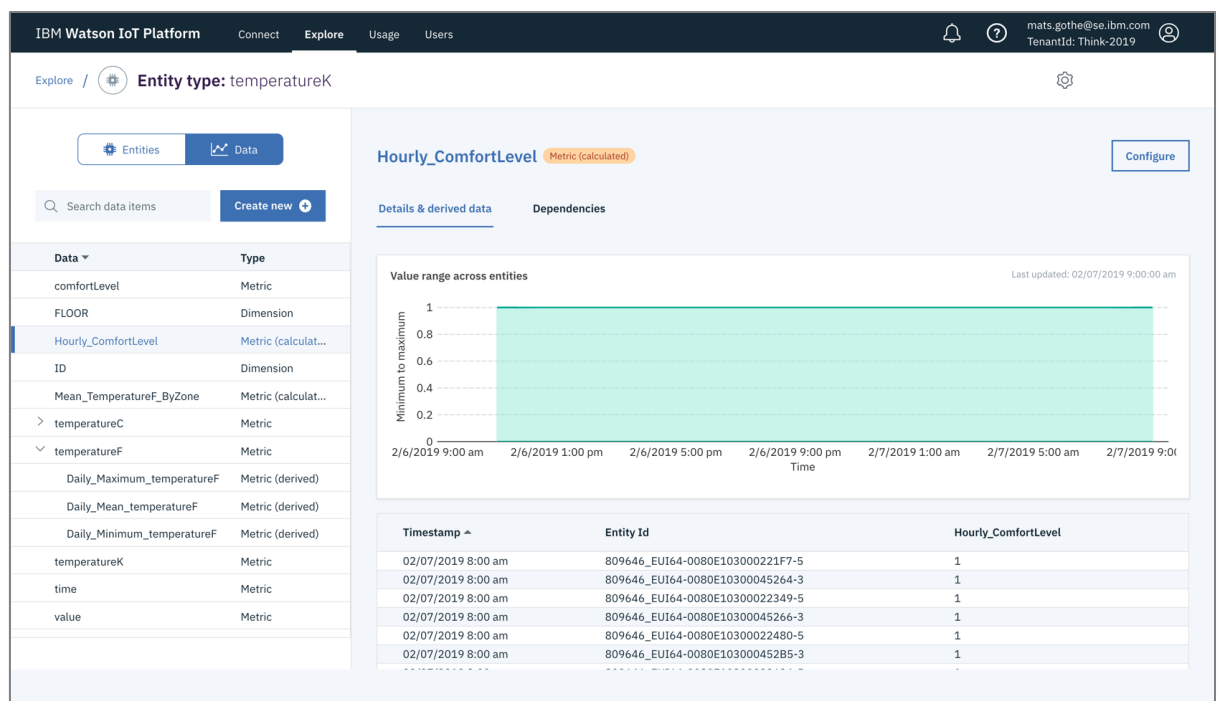 IBM Watson IoT Platform Connect Explore Usage Users
mats.gothe@se.ibm.com
TenantId: Think-2019
Explore / Entity type: temperatureK
Entities Data
Search data items Create new
Data Type
comfortLevel Metric
FLOOR Dimension
Hourly_ComfortLevel Metric (calculat...
ID Dimension
Mean_TemperatureF_ByZone Metric (calculat...
temperatureC Metric
temperatureF Metric
Daily_Maximum_temperatureF Metric (derived)
Daily_Mean_temperatureF Metric (derived)
Daily_Minimum_temperatureF Metric (derived)
temperatureK Metric
time Metric
value Metric
Hourly_ComfortLevel Metric (calculated) Configure
Details & derived data Dependencies
Value range across entities Last updated: 02/07/2019 9:00:00 am
Minimum to maximum
1
0.8
0.6
0.4
0.2
0
2/6/2019 9:00 am 2/6/2019 1:00 pm 2/6/2019 5:00 pm 2/6/2019 9:00 pm 2/7/2019 1:00 am 2/7/2019 5:00 am 2/7/2019 9:0
Time
Timestamp Entity Id Hourly_ComfortLevel
02/07/2019 8:00 am 809646_EUI64-0080E103000221F7-5 1
02/07/2019 8:00 am 809646_EUI64-0080E10300045264-3 1
02/07/2019 8:00 am 809646_EUI64-0080E10300022349-5 1
02/07/2019 8:00 am 809646_EUI64-0080E10300045266-3 1
02/07/2019 8:00 am 809646_EUI64-0080E10300022480-5 1
02/07/2019 8:00 am 809646_EUI64-0080E103000452B5-3 1